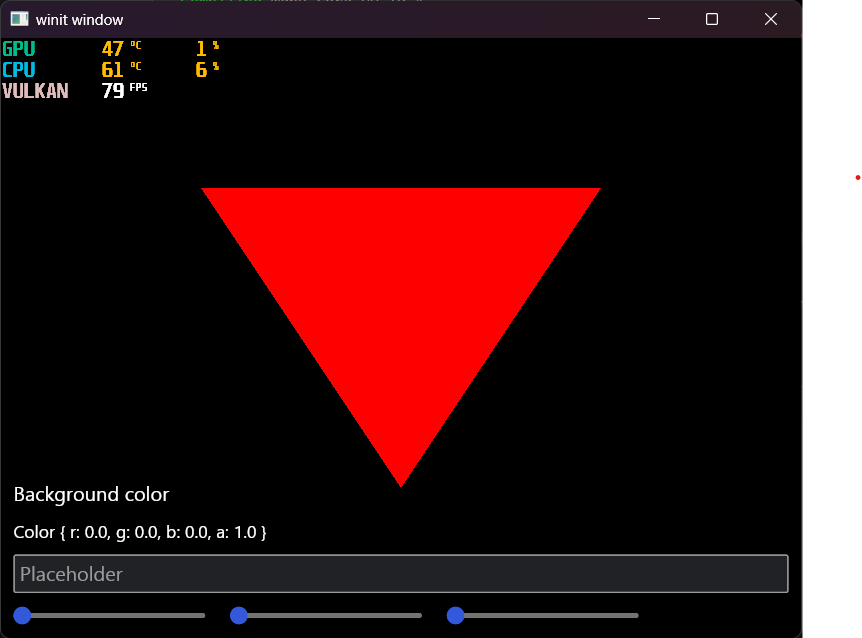 winit window
GPU 47 °C 1 %
CPU 61 °C 6 %
VULKAN 79 FPS
Background color
Color { r: 0.0, g: 0.0, b: 0.0, a: 1.0 }
Placeholder